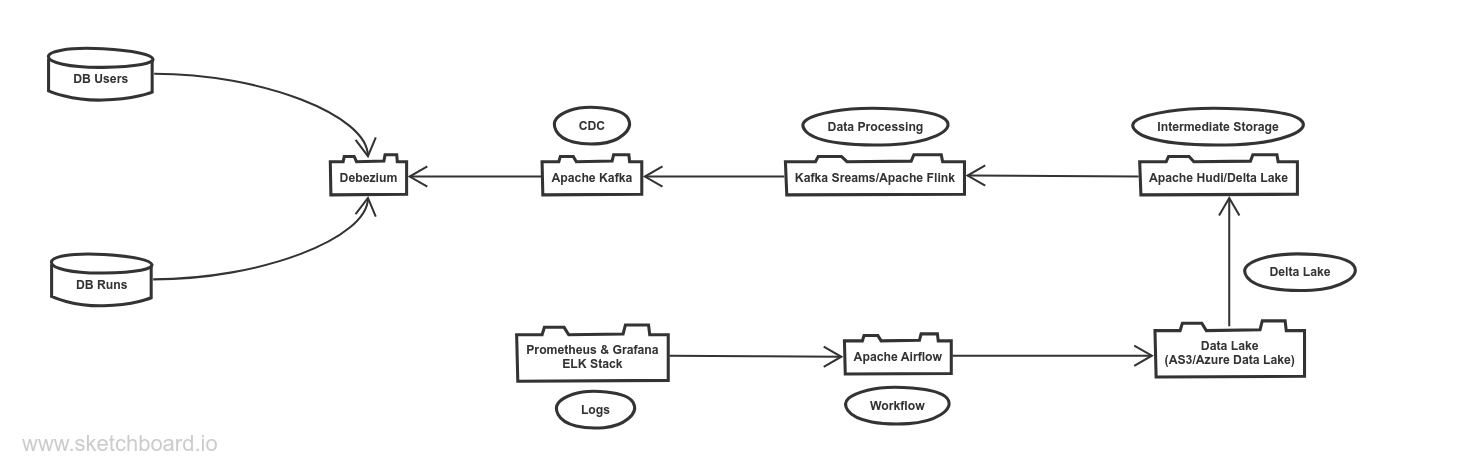 DB Users
CDC
Data Processing
Intermediate Storage
Debezium
Apache Kafka
Kafka Sreams/Apache Flink
Apache Hudi/Delta Lake
DB Runs
Delta Lake
Prometheus & Grafana
ELK Stack
Apache Airflow
Data Lake
(AS3/Azure Data Lake)
Logs
Workflow
www.sketchboard.io